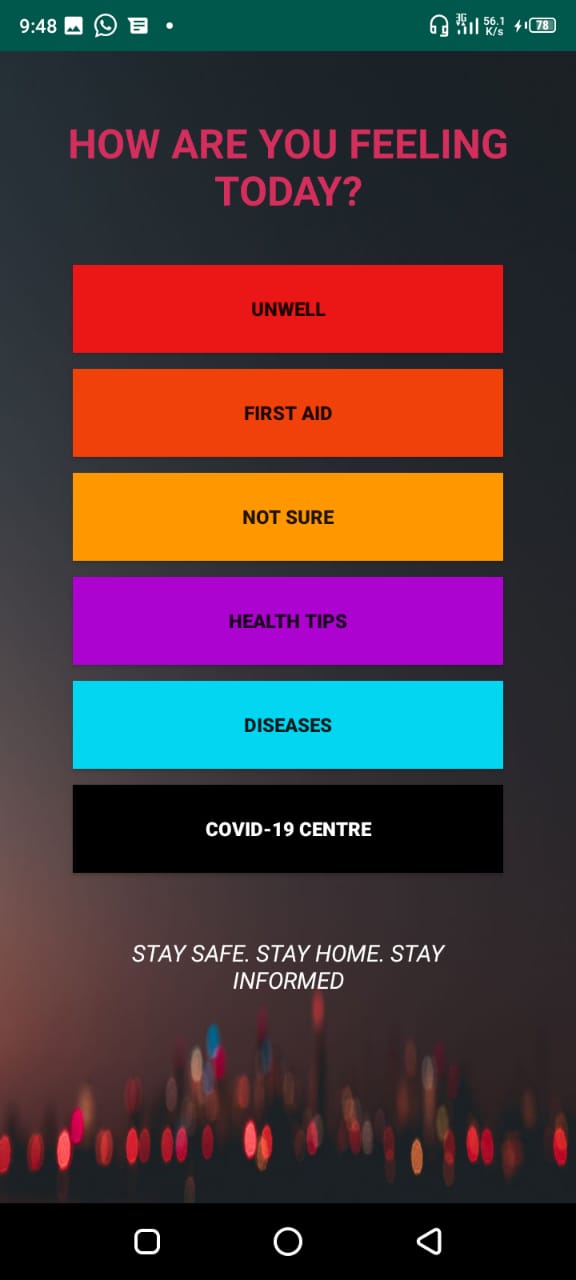 9:48
3G
56.1
K/s
78
HOW ARE YOU FEELING
TODAY?
UNWELL
FIRST AID
NOT SURE
HEALTH TIPS
DISEASES
COVID-19 CENTRE
STAY SAFE. STAY HOME. STAY
INFORMED